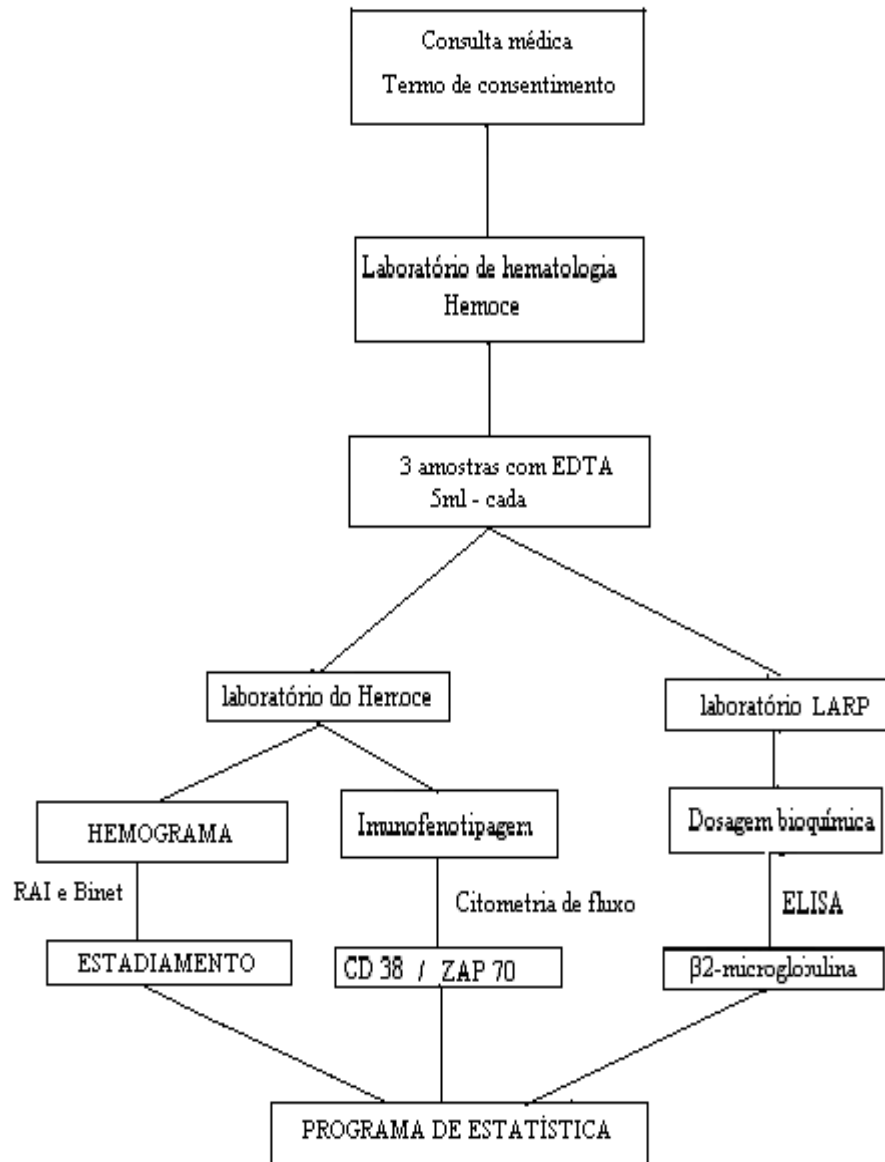 Consulta médica
Termo de consentimento
Laboratório de hematologia
Hemoce
3 amostras com EDTA
5ml - cada
laboratório do Hemoce
laboratório LARP
HEMOGRAMA
Imunofenotipagem
Dosagem bioquímica
RAI e Binet
Citometria de fluxo
ELISA
ESTADIAMENTO
CD 38 / ZAP 70
β2-microglobulina
PROGRAMA DE ESTATÍSTICA